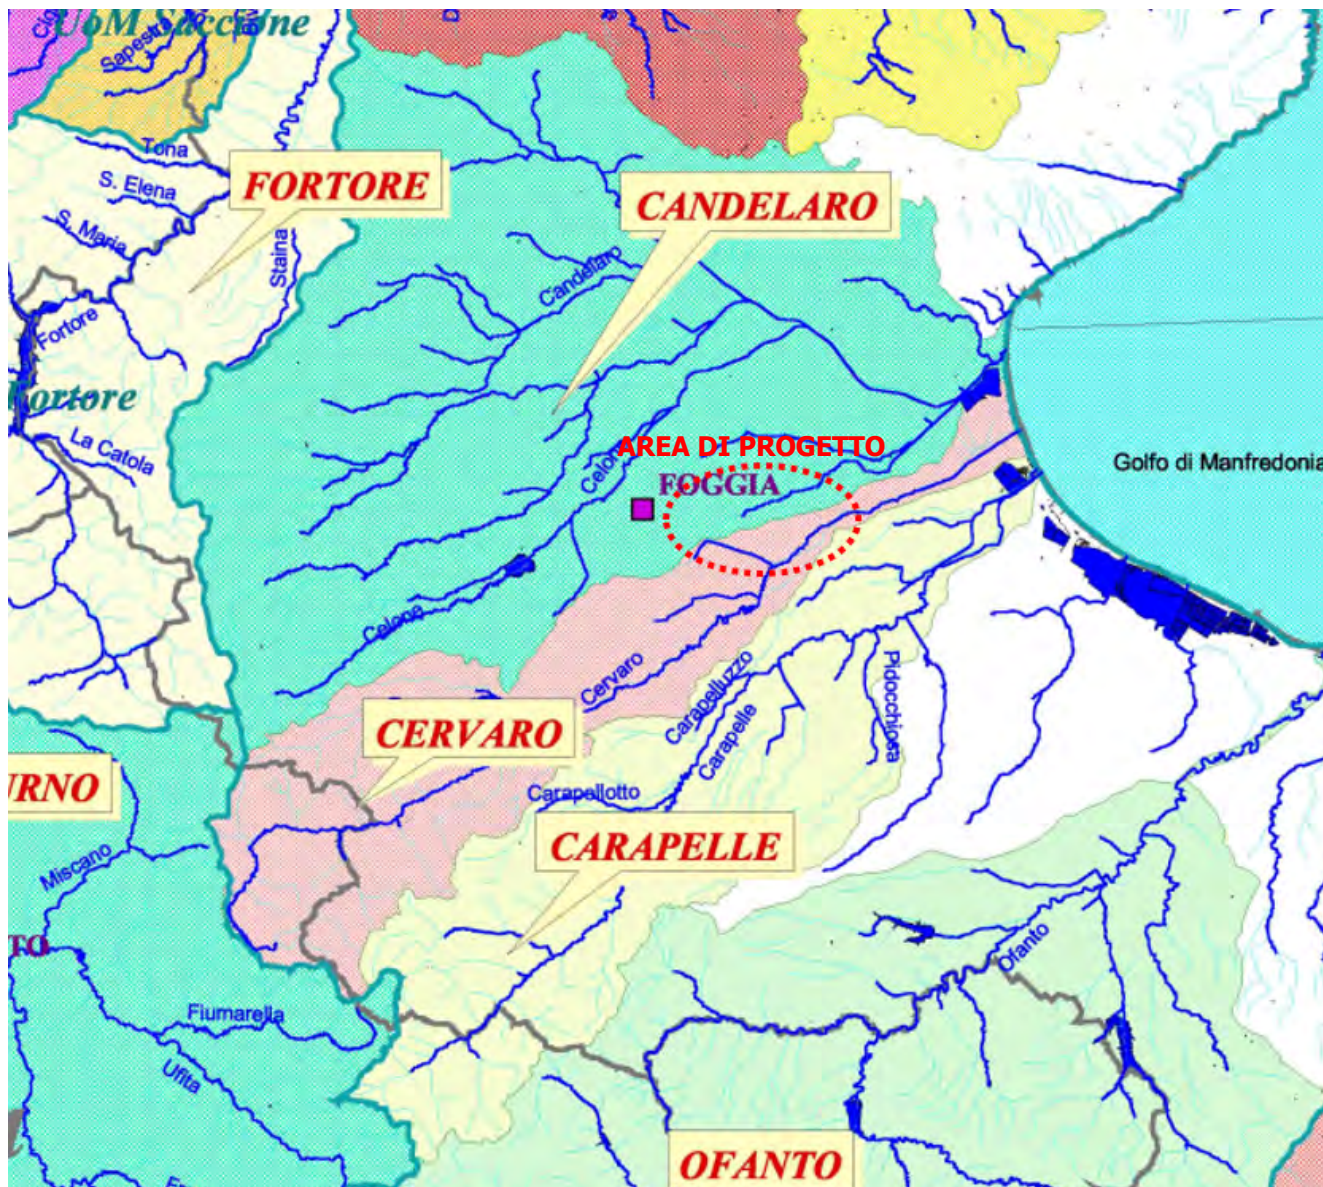 UoM Saccione
Sapestra
Tona
S. Elena
S. Maria
FORTORE
CANDELARO
Staina
Candelaro
Fortore
Fortore
La Catola
AREA DI PROGETTO
Celone
FOGGIA
Golfo di Manfredonia
Celone
Cervaro
Carapelluzzo
Carapelle
Pidocchiosa
CERVARO
URNO
Carapellotto
CARAPELLE
Miscano
TO
Ofanto
Fiumarella
Ufita
OFANTO